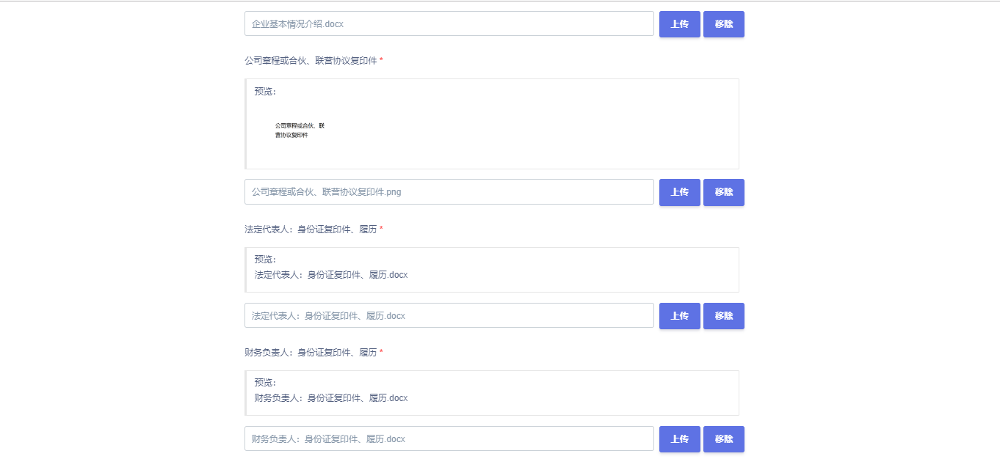 企业基本情况介绍.docx 上传 移除
公司章程或合伙、联营协议复印件 *
预览：
公司章程或合伙、联
营协议复印件
公司章程或合伙、联营协议复印件.png 上传 移除
法定代表人：身份证复印件、履历 *
预览：
法定代表人：身份证复印件、履历.docx
法定代表人：身份证复印件、履历.docx 上传 移除
财务负责人：身份证复印件、履历 *
预览：
财务负责人：身份证复印件、履历.docx
财务负责人：身份证复印件、履历.docx 上传 移除